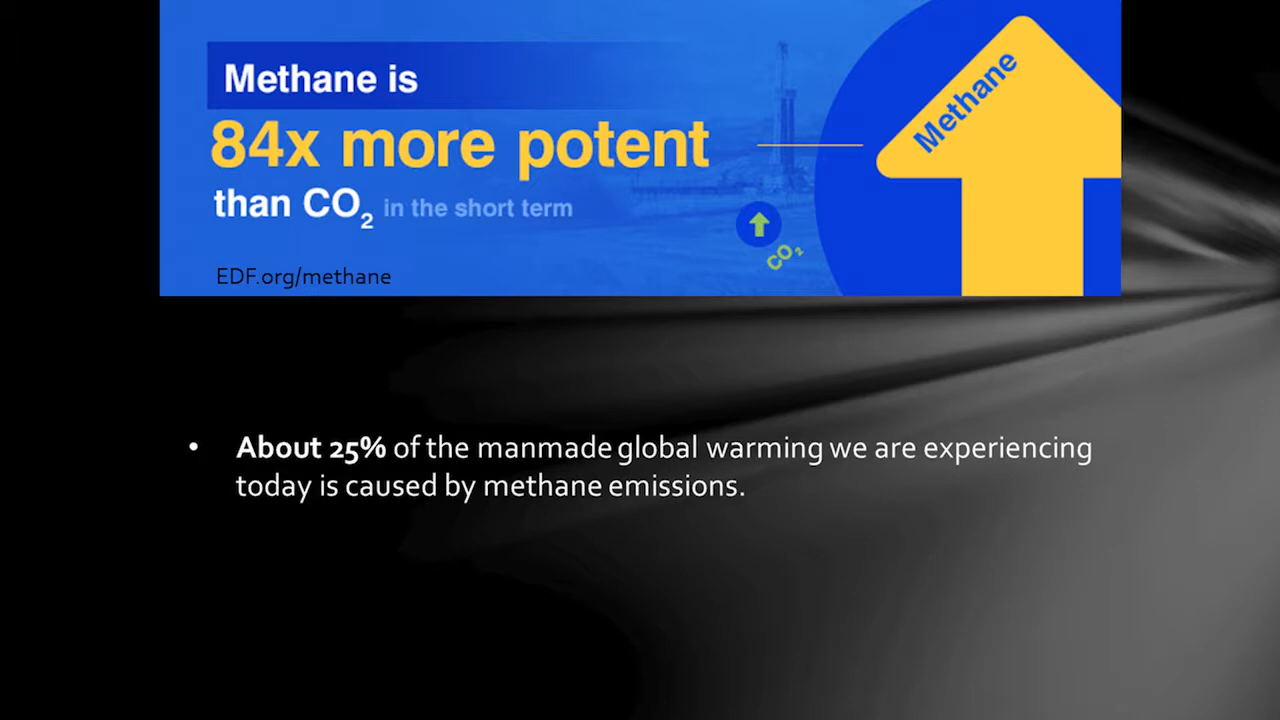 Methane is
84x more potent
than CO₂ in the short term
EDF.org/methane
Methane
CO₂
• About 25% of the manmade global warming we are experiencing
today is caused by methane emissions.